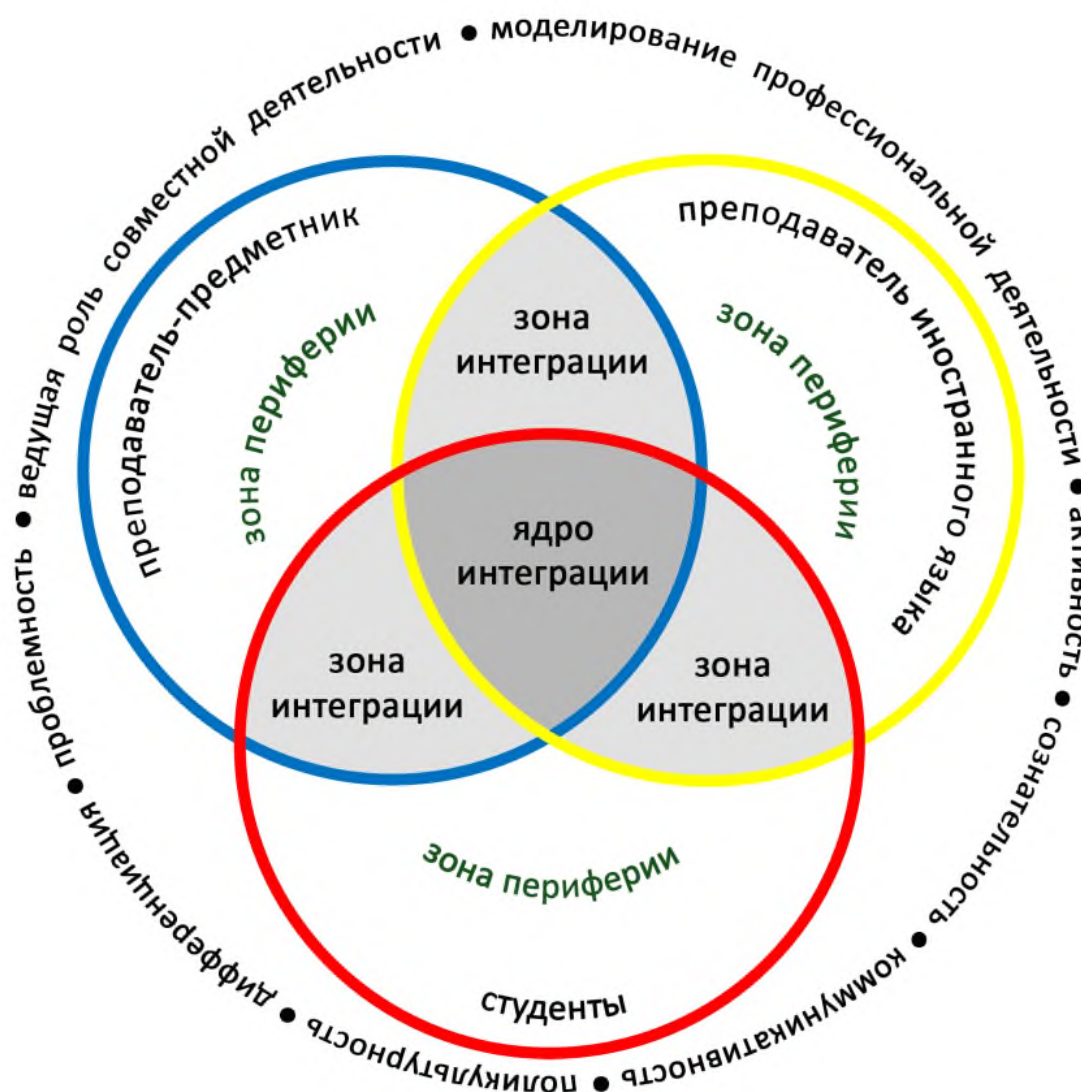 ведущая роль совместной деятельности • моделирование профессиональной деятельности • активность • сознательность • коммуникативность • поликультурность • дифференциация • проблемность •
преподаватель-предметник
зона периферии
преподаватель иностранного языка
зона периферии
зона
интеграции
ядро
интеграции
зона
интеграции
зона
интеграции
зона периферии
студенты